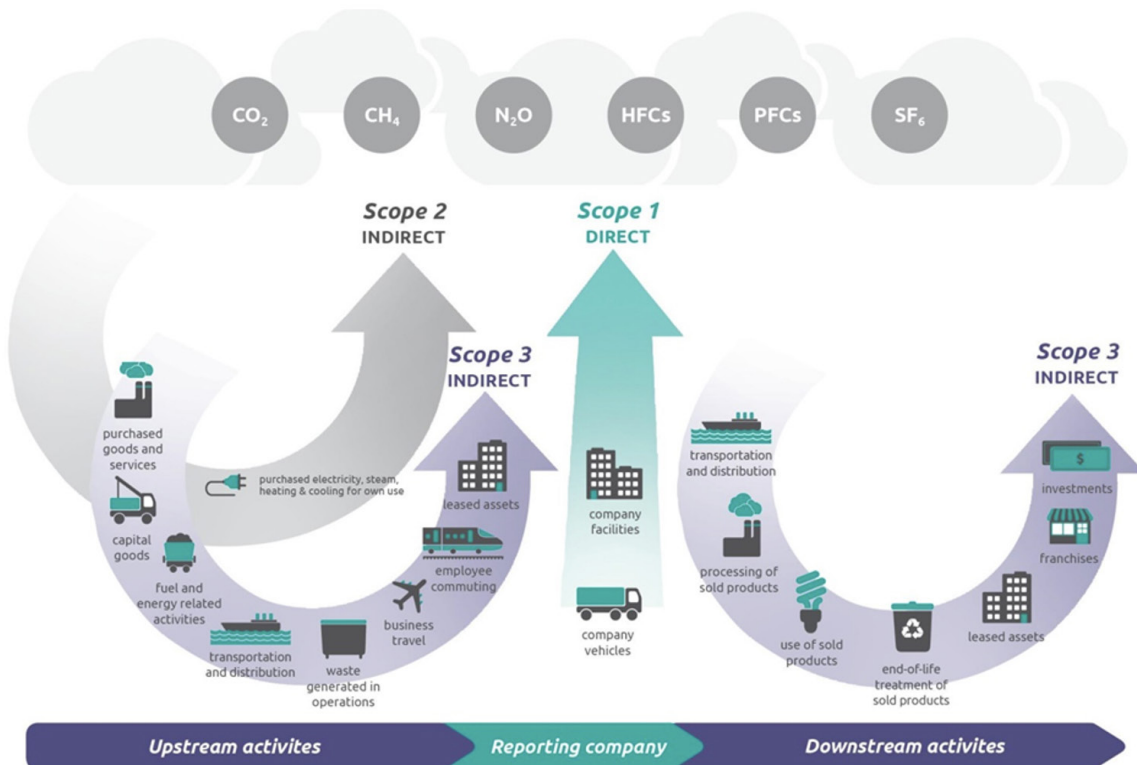 CO₂
CH₄
N₂O
HFCs
PFCs
SF₆
Scope 2
INDIRECT
Scope 1
DIRECT
Scope 3
INDIRECT
Scope 3
INDIRECT
purchased
goods and
services
capital
goods
fuel and
energy related
activities
transportation
and distribution
waste
generated in
operations
business
travel
employee
commuting
leased assets
purchased electricity, steam,
heating & cooling for own use
company
facilities
company
vehicles
transportation
and distribution
processing of
sold products
use of sold
products
end-of-life
treatment of
sold products
leased assets
franchises
$
investments
Upstream activites
Reporting company
Downstream activites